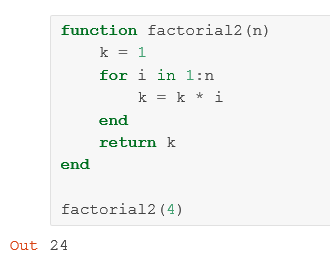 function factorial2(n)
    k = 1
    for i in 1:n
        k = k * i
    end
    return k
end

factorial2(4)
Out 24